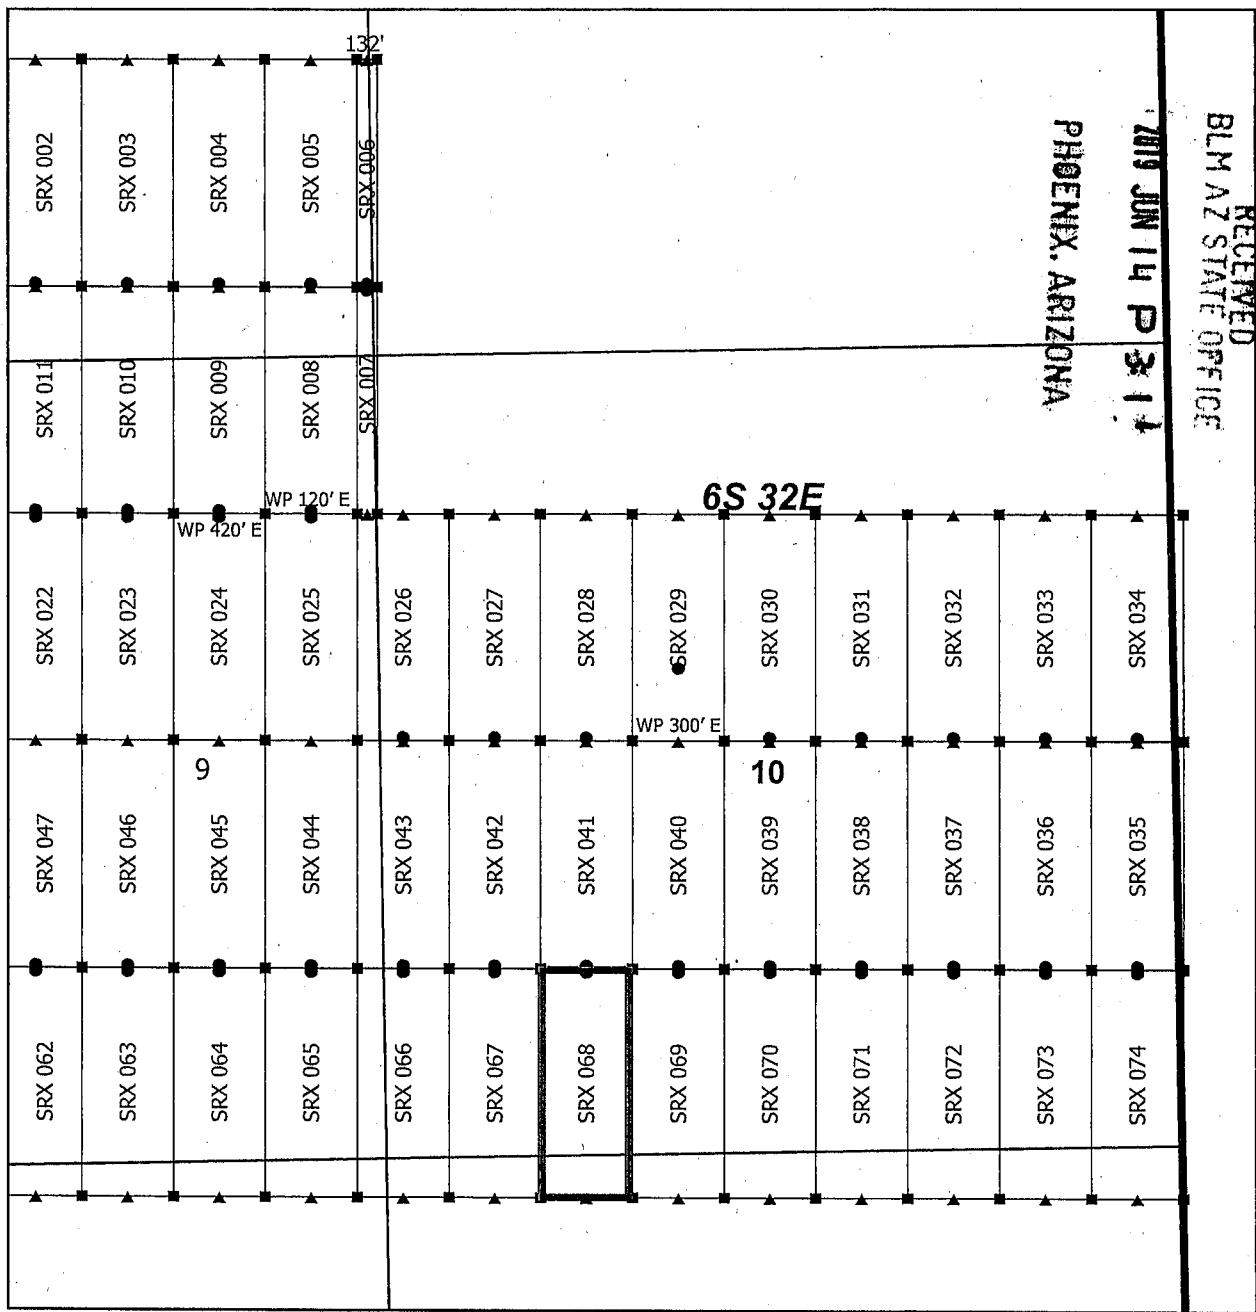 132'
SRX 002
SRX 003
SRX 004
SRX 005
SRX 006
RECEIVED
BLM AZ STATE OFFICE
2019 JUN 14 P 3 11
PHOENIX, ARIZONA
SRX 011
SRX 010
SRX 009
SRX 008
SRX 007
WP 120' E
WP 420' E
6S 32E
SRX 022
SRX 023
SRX 024
SRX 025
SRX 026
SRX 027
SRX 028
SRX 029
SRX 030
SRX 031
SRX 032
SRX 033
SRX 034
WP 300' E
9
10
SRX 047
SRX 046
SRX 045
SRX 044
SRX 043
SRX 042
SRX 041
SRX 040
SRX 039
SRX 038
SRX 037
SRX 036
SRX 035
SRX 062
SRX 063
SRX 064
SRX 065
SRX 066
SRX 067
SRX 068
SRX 069
SRX 070
SRX 071
SRX 072
SRX 073
SRX 074